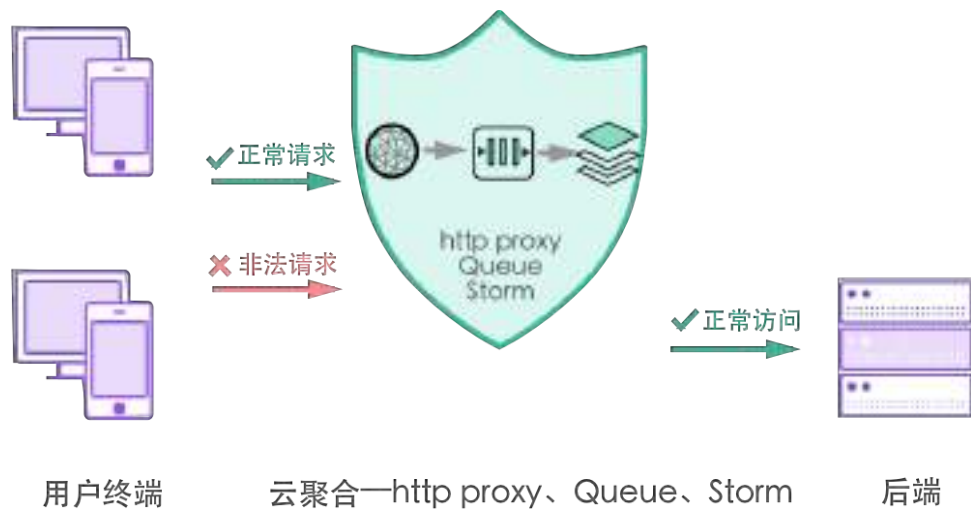 正常请求
http proxy
Queue
Storm
非法请求
正常访问
用户终端
云聚合—http proxy、Queue、Storm
后端